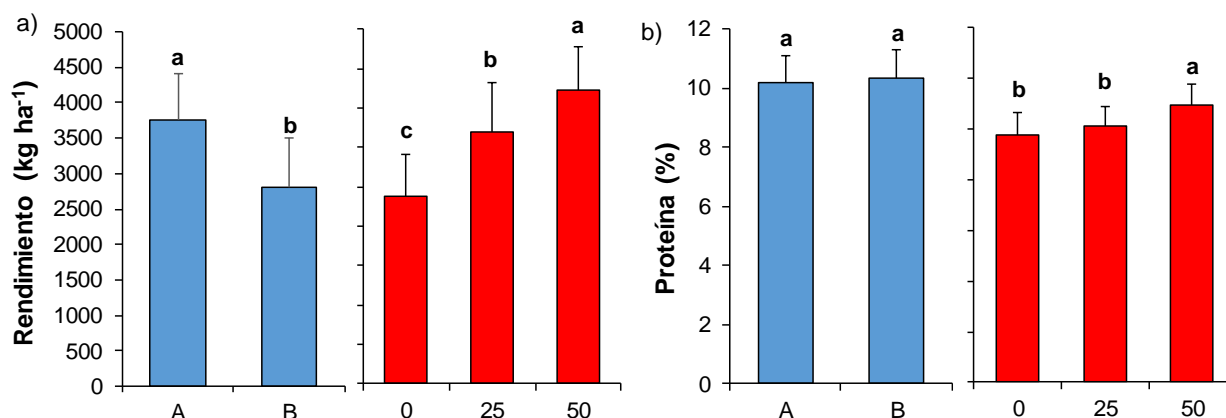 a)
Rendimiento (kg ha-1)
5000
4500
4000
3500
3000
2500
2000
1500
1000
500
0
a
b
c
b
a
A B 0 25 50
b)
Proteína (%)
12
10
8
6
4
2
0
a a
b b a
A B 0 25 50